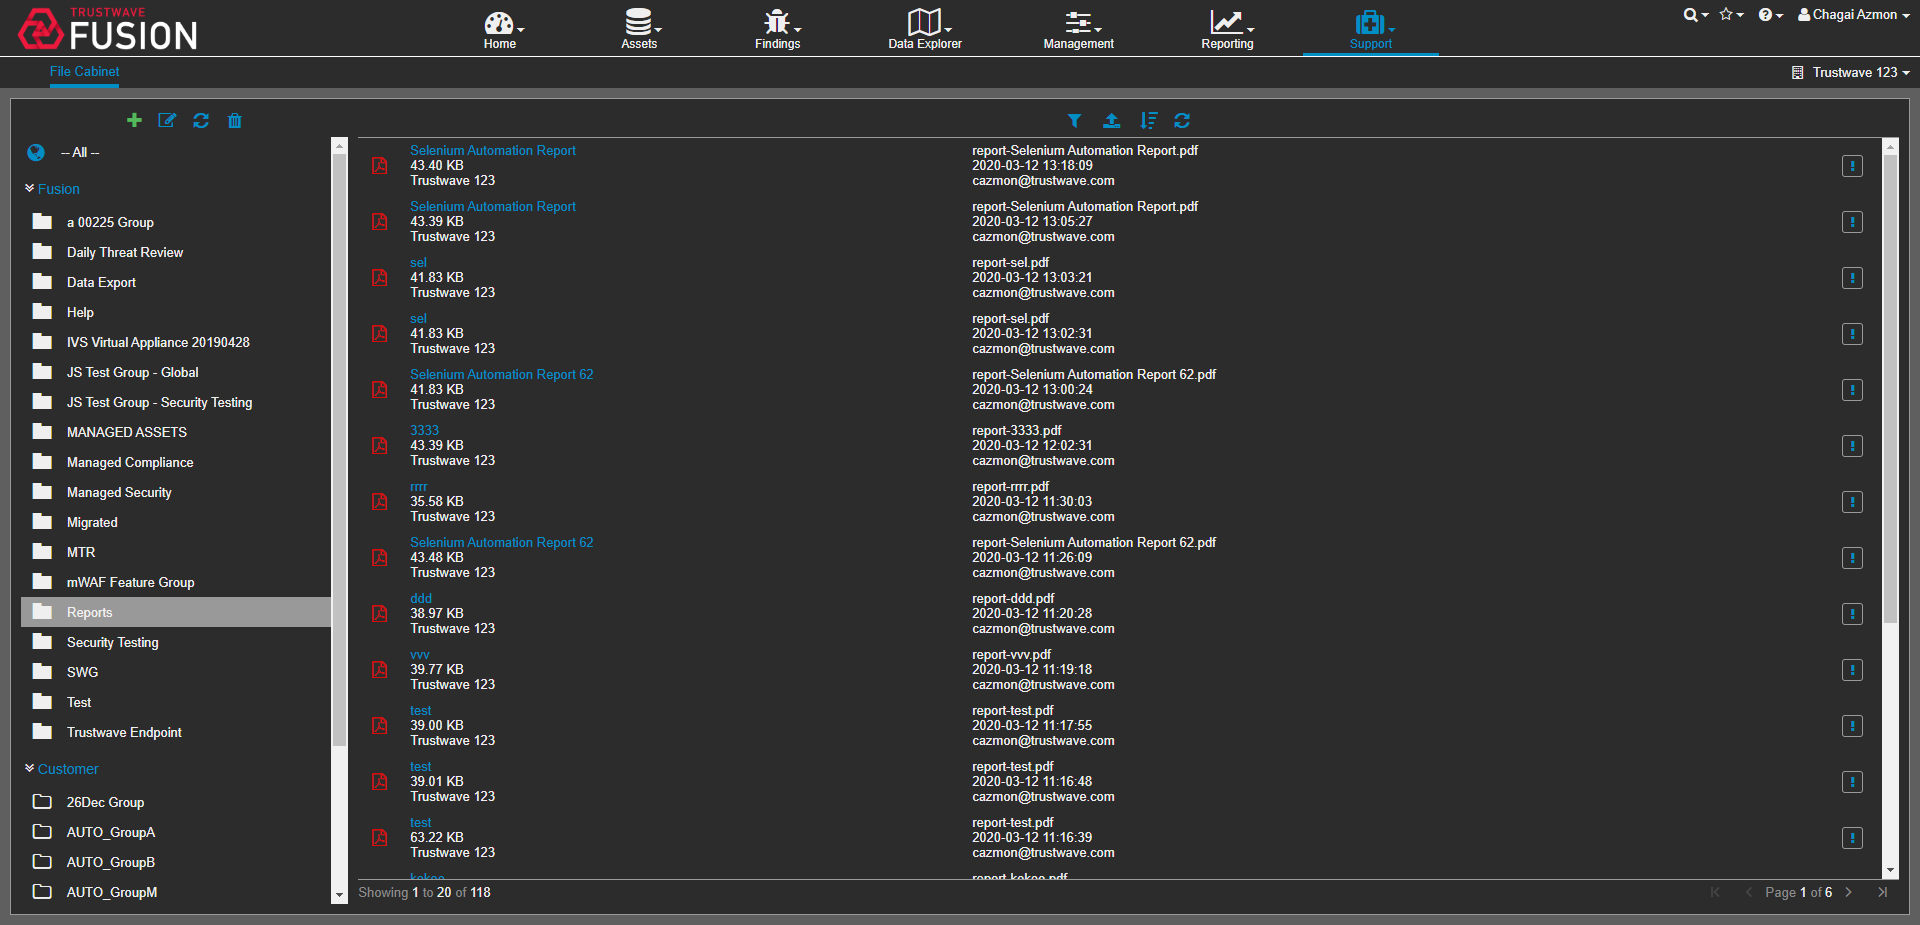 TRUSTWAVE
FUSION
Home
Assets
Findings
Data Explorer
Management
Reporting
Support
Chagai Azmon
File Cabinet
Trustwave 123
-- All --
Fusion
a 00225 Group
Daily Threat Review
Data Export
Help
IVS Virtual Appliance 20190428
JS Test Group - Global
JS Test Group - Security Testing
MANAGED ASSETS
Managed Compliance
Managed Security
Migrated
MTR
mWAF Feature Group
Reports
Security Testing
SWG
Test
Trustwave Endpoint
Customer
26Dec Group
AUTO_GroupA
AUTO_GroupB
AUTO_GroupM
Selenium Automation Report
43.40 KB
Trustwave 123
report-Selenium Automation Report.pdf
2020-03-12 13:18:09
cazmon@trustwave.com
Selenium Automation Report
43.39 KB
Trustwave 123
report-Selenium Automation Report.pdf
2020-03-12 13:05:27
cazmon@trustwave.com
sel
41.83 KB
Trustwave 123
report-sel.pdf
2020-03-12 13:03:21
cazmon@trustwave.com
sel
41.83 KB
Trustwave 123
report-sel.pdf
2020-03-12 13:02:31
cazmon@trustwave.com
Selenium Automation Report 62
41.83 KB
Trustwave 123
report-Selenium Automation Report 62.pdf
2020-03-12 13:00:24
cazmon@trustwave.com
3333
43.39 KB
Trustwave 123
report-3333.pdf
2020-03-12 12:02:31
cazmon@trustwave.com
rrrr
35.58 KB
Trustwave 123
report-rrrr.pdf
2020-03-12 11:30:03
cazmon@trustwave.com
Selenium Automation Report 62
43.48 KB
Trustwave 123
report-Selenium Automation Report 62.pdf
2020-03-12 11:26:09
cazmon@trustwave.com
ddd
38.97 KB
Trustwave 123
report-ddd.pdf
2020-03-12 11:20:28
cazmon@trustwave.com
vvv
39.77 KB
Trustwave 123
report-vvv.pdf
2020-03-12 11:19:18
cazmon@trustwave.com
test
39.00 KB
Trustwave 123
report-test.pdf
2020-03-12 11:17:55
cazmon@trustwave.com
test
39.01 KB
Trustwave 123
report-test.pdf
2020-03-12 11:16:48
cazmon@trustwave.com
test
63.22 KB
Trustwave 123
report-test.pdf
2020-03-12 11:16:39
cazmon@trustwave.com
Showing 1 to 20 of 118
Page 1 of 6